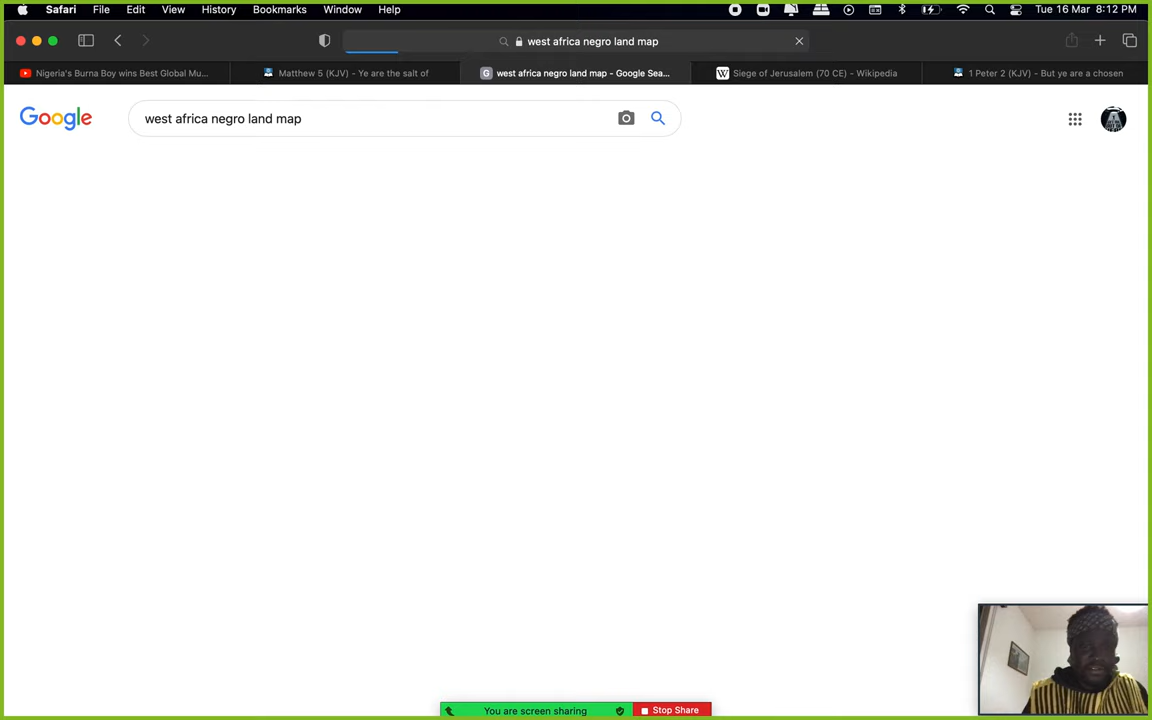 Safari File Edit View History Bookmarks Window Help Tue 16 Mar 8:12 PM
west africa negro land map
Nigeria's Burna Boy wins Best Global Mu... Matthew 5 (KJV) - Ye are the salt of G west africa negro land map - Google Sea... W Siege of Jerusalem (70 CE) - Wikipedia 1 Peter 2 (KJV) - But ye are a chosen
Google west africa negro land map
You are screen sharing Stop Share